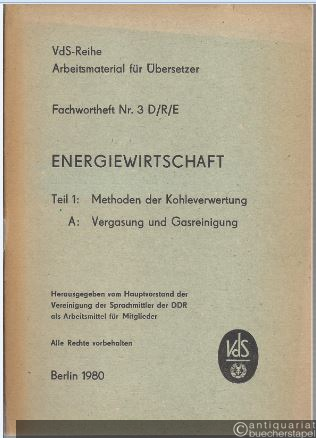 VdS-Reihe
Arbeitsmaterial für Übersetzer
Fachwortheft Nr. 3 D/R/E
ENERGIEWIRTSCHAFT
Teil 1: Methoden der Kohleverwertung
A: Vergasung und Gasreinigung
Herausgegeben vom Hauptvorstand der
Vereinigung der Sprachmittler der DDR
als Arbeitsmittel für Mitglieder
Alle Rechte vorbehalten
VdS
Berlin 1980
antiquariat
buecherstapel